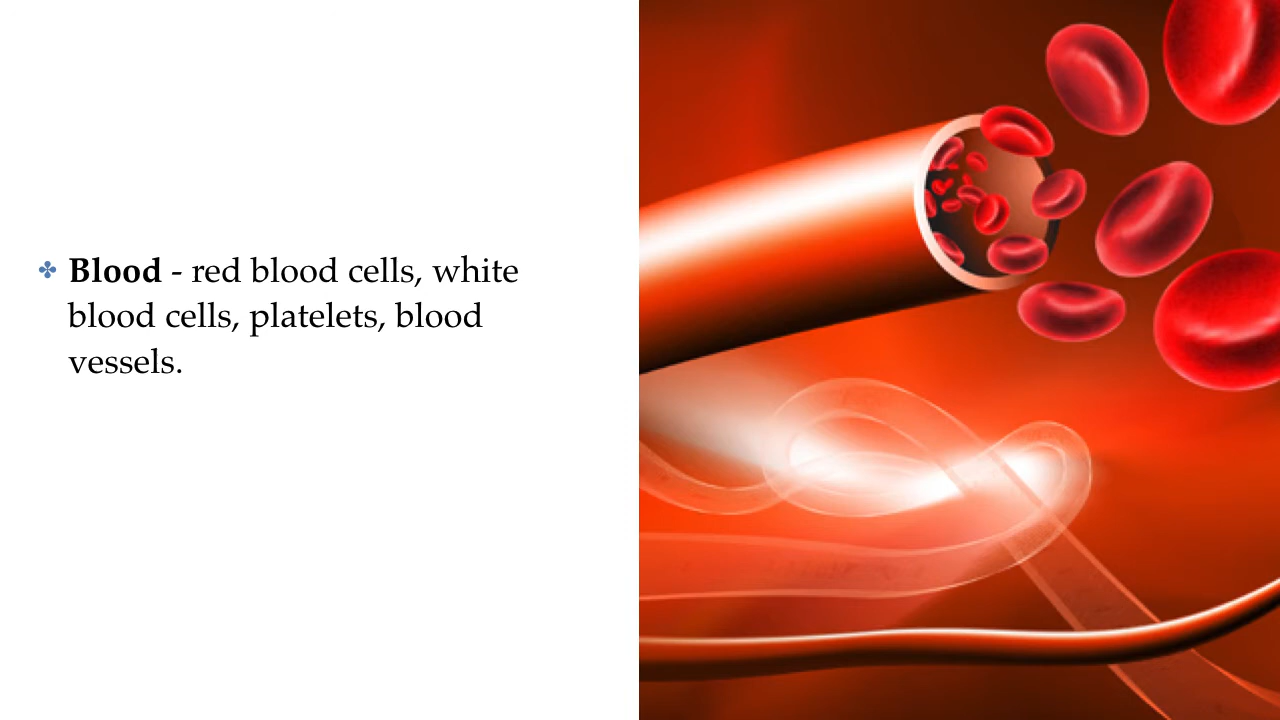 Blood - red blood cells, white
blood cells, platelets, blood
vessels.